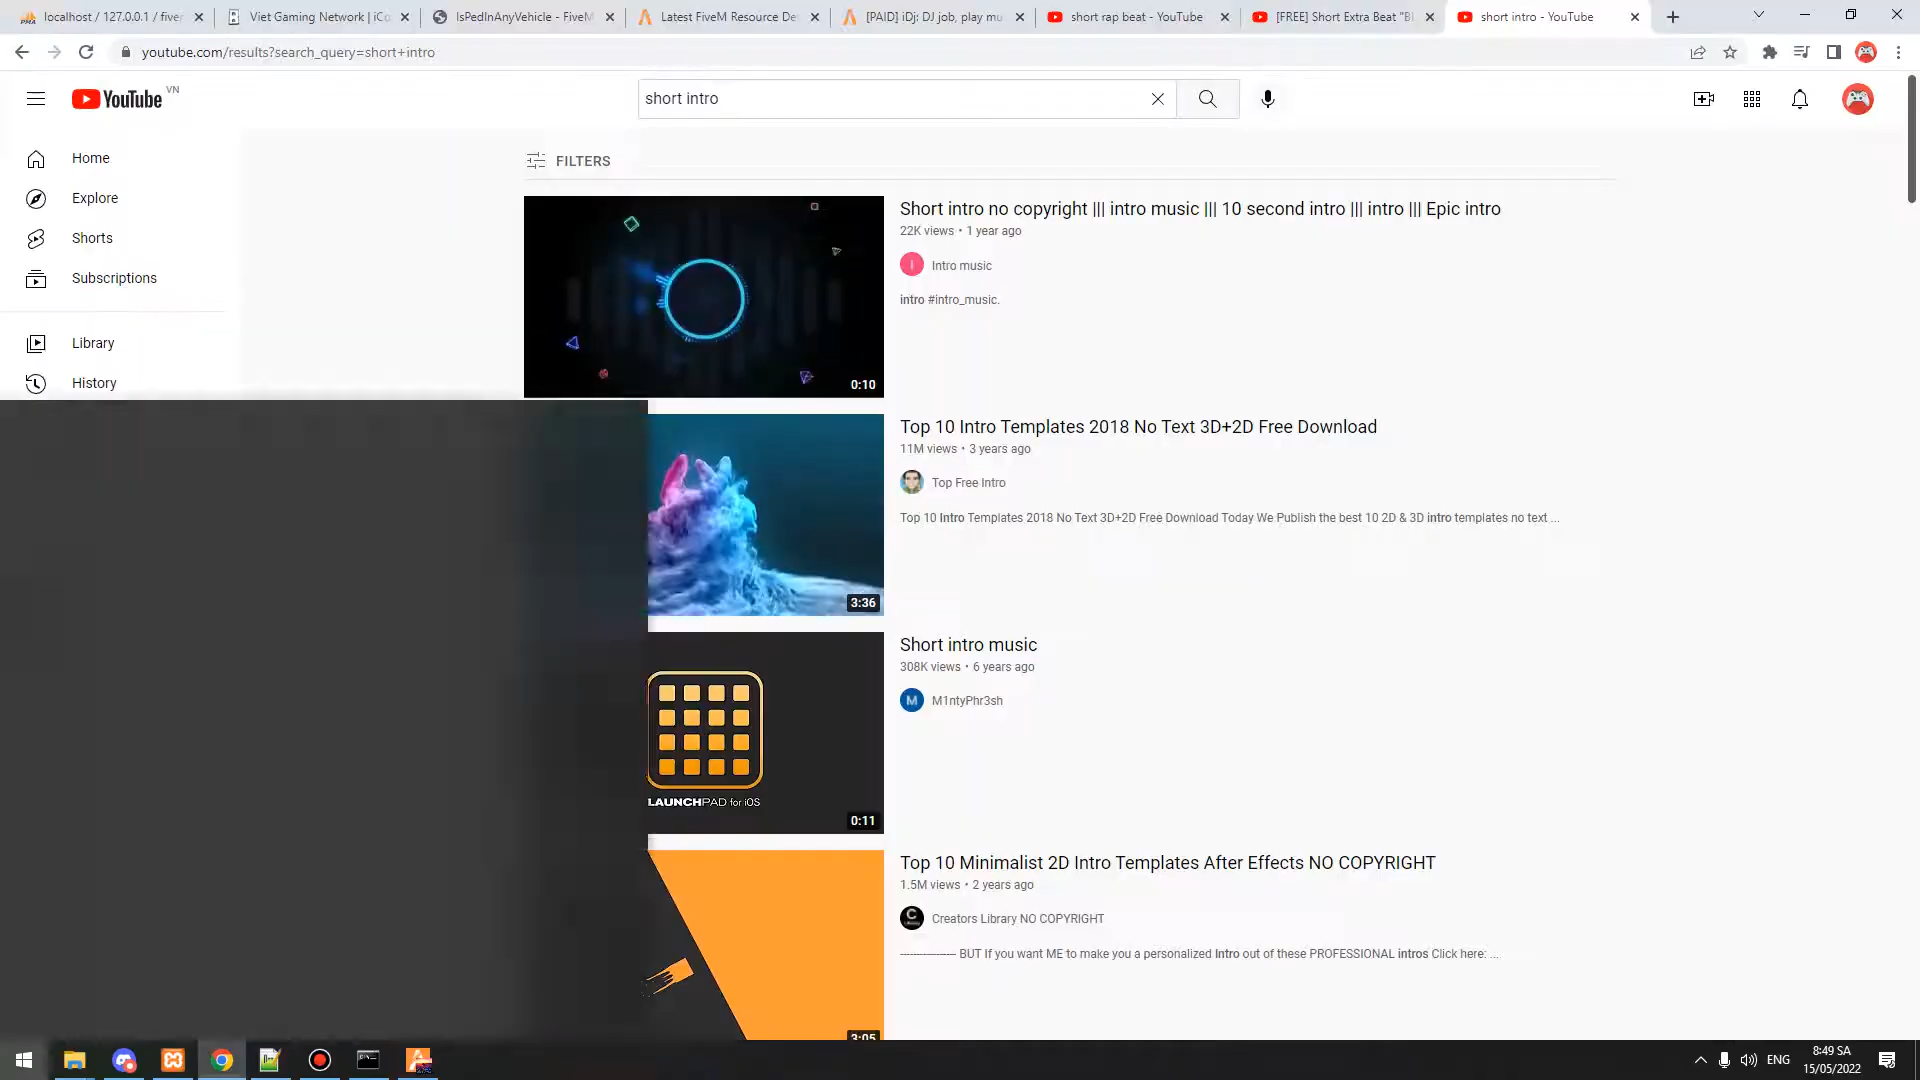 localhost / 127.0.0.1 / fiver
Viet Gaming Network | iCo
IsPedInAnyVehicle - FiveM
Latest FiveM Resource De
[PAID] iDj: DJ job, play mu
short rap beat - YouTube
[FREE] Short Extra Beat "Bl
short intro - YouTube
youtube.com/results?search_query=short+intro
YouTube VN
short intro
Home
Explore
Shorts
Subscriptions
Library
History
FILTERS
0:10
Short intro no copyright ||| intro music ||| 10 second intro ||| intro ||| Epic intro
22K views • 1 year ago
I
Intro music
intro #intro_music.
3:36
Top 10 Intro Templates 2018 No Text 3D+2D Free Download
11M views • 3 years ago
Top Free Intro
Top 10 Intro Templates 2018 No Text 3D+2D Free Download Today We Publish the best 10 2D & 3D intro templates no text ...
LAUNCHPAD for iOS
0:11
Short intro music
308K views • 6 years ago
M
M1ntyPhr3sh
3:05
Top 10 Minimalist 2D Intro Templates After Effects NO COPYRIGHT
1.5M views • 2 years ago
C
Creators Library NO COPYRIGHT
---------------- BUT If you want ME to make you a personalized Intro out of these PROFESSIONAL intros Click here: ...
ENG
8:49 SA
15/05/2022